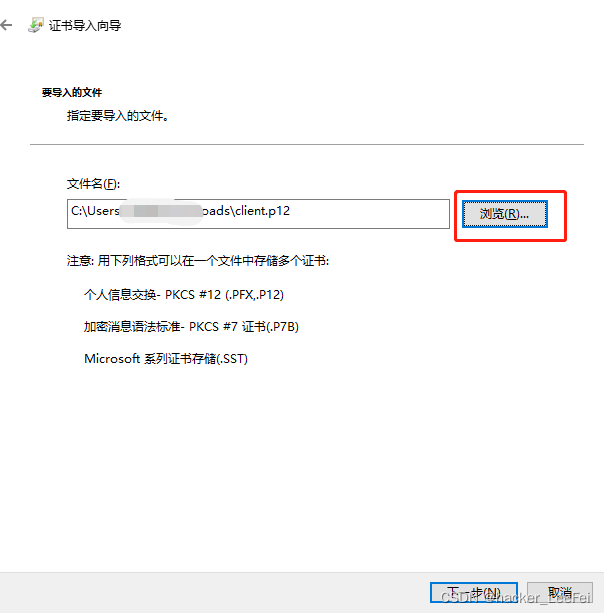 证书导入向导
要导入的文件
指定要导入的文件。
文件名(F):
C:\Users oads\client.p12
浏览(R)...
注意: 用下列格式可以在一个文件中存储多个证书:
个人信息交换- PKCS #12 (.PFX,.P12)
加密消息语法标准- PKCS #7 证书(.P7B)
Microsoft 系列证书存储(.SST)
下一步(N)
取消
CSDN @hacker_LeeFei